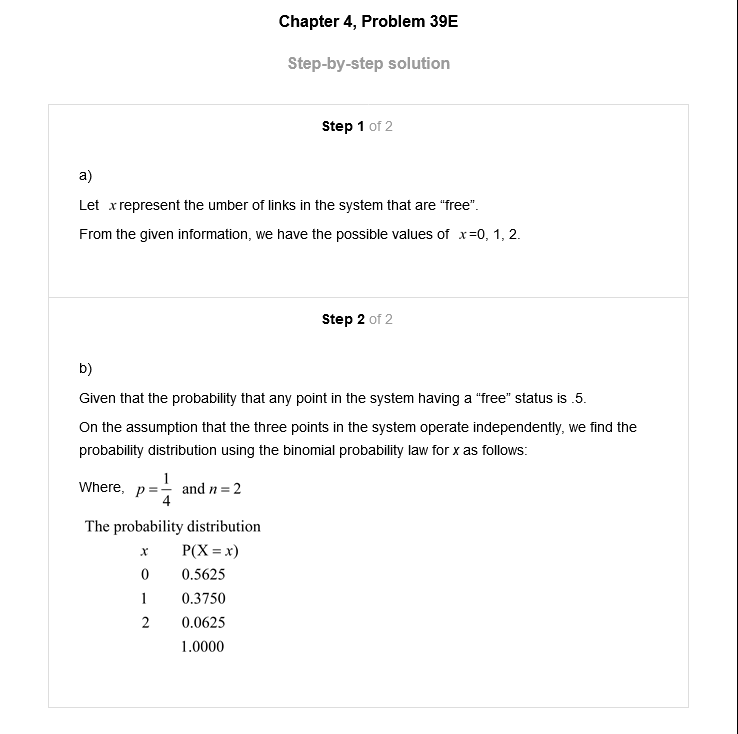 Chapter 4, Problem 39E
Step-by-step solution
Step 1 of 2
a)
Let x represent the umber of links in the system that are “free”.
From the given information, we have the possible values of x=0, 1, 2.
Step 2 of 2
b)
Given that the probability that any point in the system having a “free” status is .5.
On the assumption that the three points in the system operate independently, we find the
probability distribution using the binomial probability law for x as follows:
Where, p = 1/4 and n = 2
The probability distribution
x P(X = x)
0 0.5625
1 0.3750
2 0.0625
1.0000